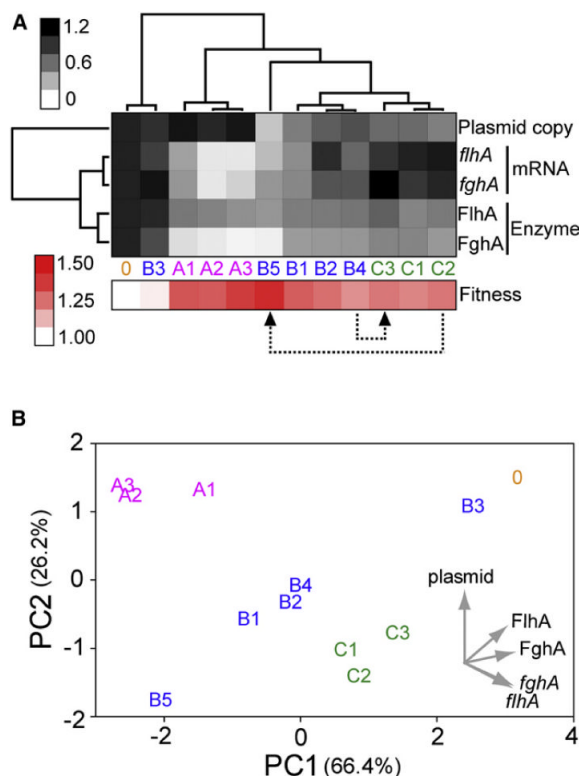 A
1.2
0.6
0
Plasmid copy
flhA
fghA
mRNA
FlhA
FghA
Enzyme
0 B3 A1 A2 A3 B5 B1 B2 B4 C3 C1 C2
1.50
1.25
1.00
Fitness
B
2
1
0
-1
-2
PC2 (26.2%)
A3
A2
A1
0
B3
B4
B2
B1
B5
C3
C1
C2
plasmid
FlhA
FghA
fghA
flhA
-2 0 2 4
PC1 (66.4%)